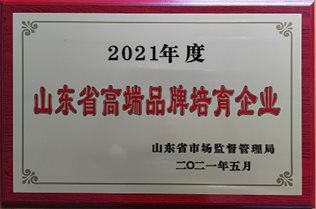 2021年度
山东省高端品牌培育企业
山东省市场监督管理局
二〇二一年五月